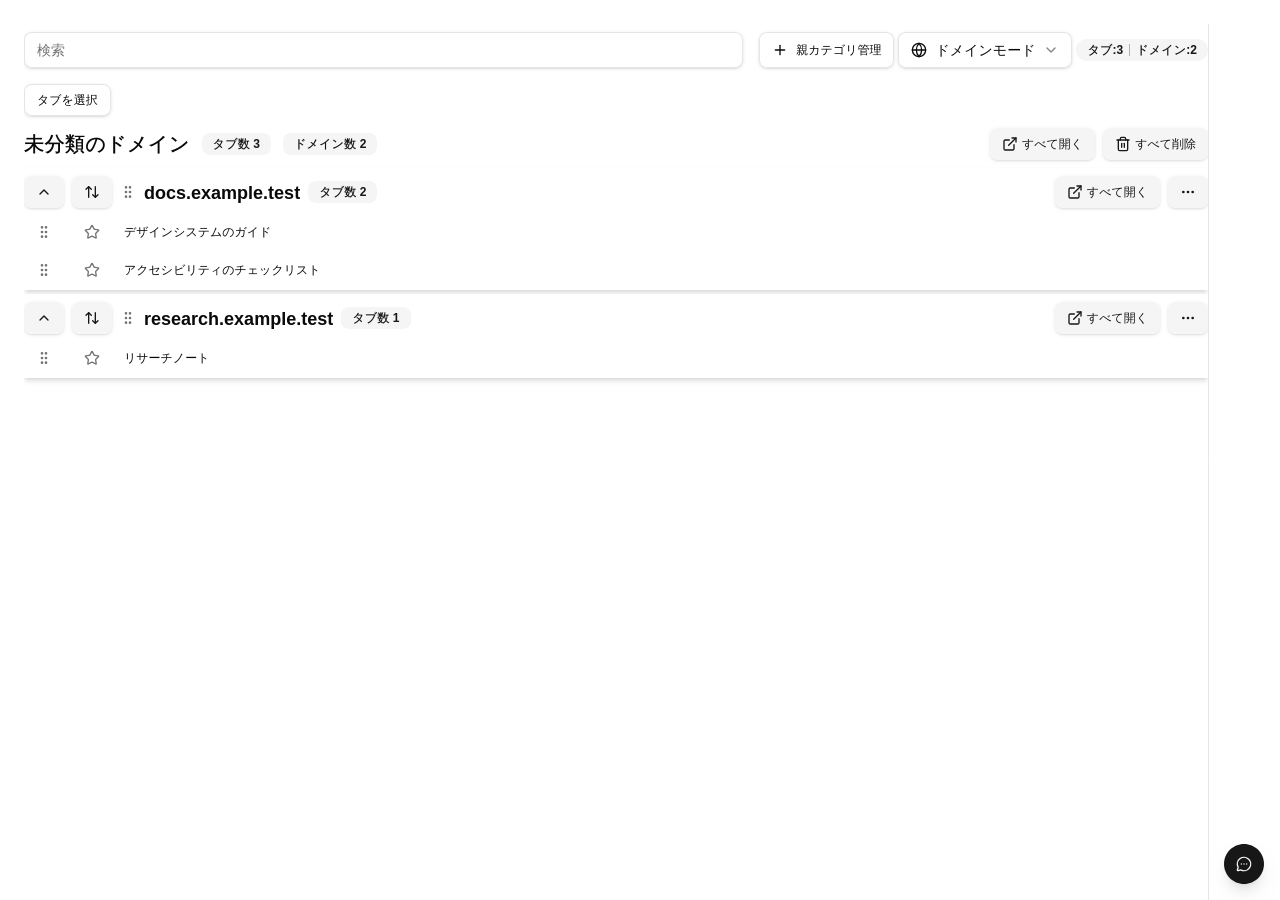 検索 親カテゴリ管理 ドメインモード タブ:3 ドメイン:2
タブを選択
未分類のドメイン タブ数 3 ドメイン数 2 すべて開く すべて削除
docs.example.test タブ数 2 すべて開く
デザインシステムのガイド
アクセシビリティのチェックリスト
research.example.test タブ数 1 すべて開く
リサーチノート